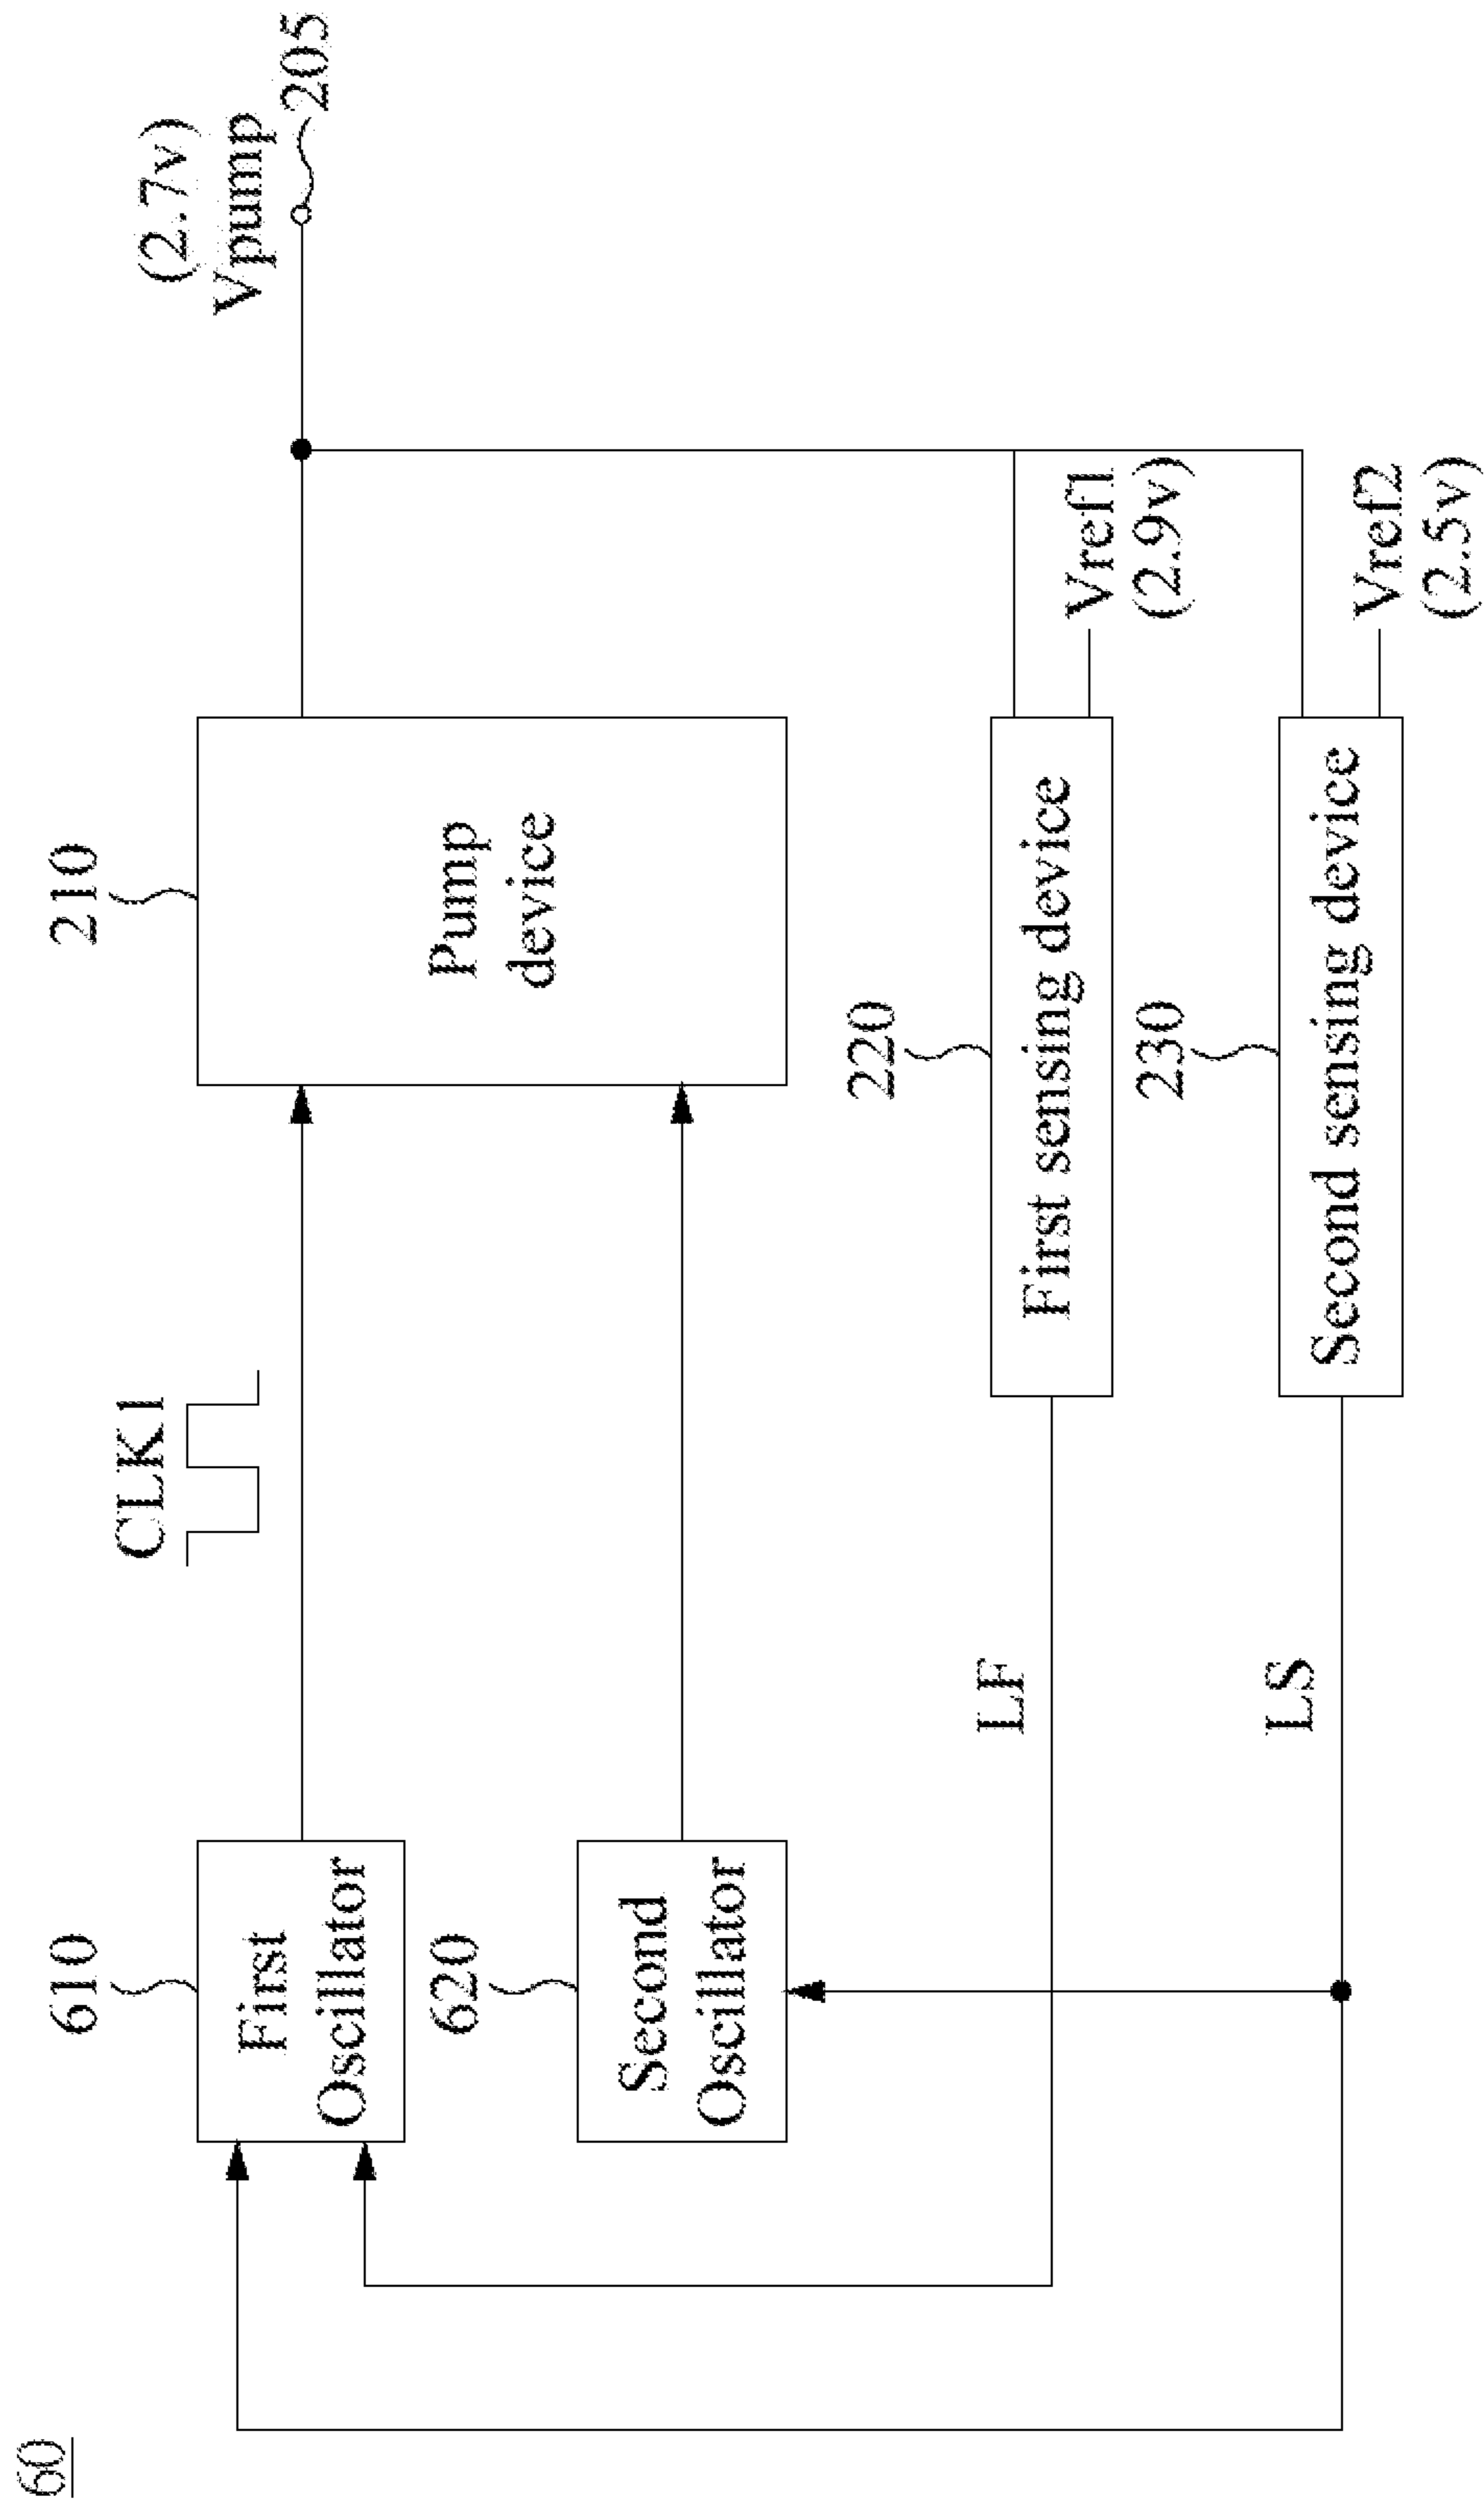 60
610
First
Oscillator
CLK1
210
Pump
device
(2.7v)
Vpump
205
620
Second
Oscillator
220
First sensing device
LF
Vref1
(2.9v)
230
Second sensing device
LS
Vref2
(2.5v)